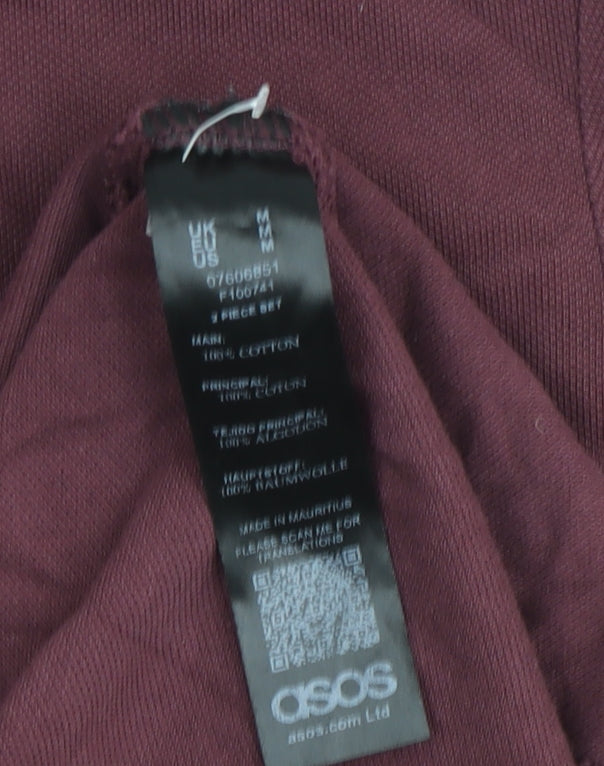 UK M
EU M
US M
07606851
F100741
2 PIECE SET
MAIN:
100% COTTON
PRINCIPAL:
100% COTON
TEJIDO PRINCIPAL:
100% ALGODON
HAUPTSTOFF:
100% BAUMWOLLE
MADE IN MAURITIUS
PLEASE SCAN ME FOR
TRANSLATIONS
asos
asos.com Ltd